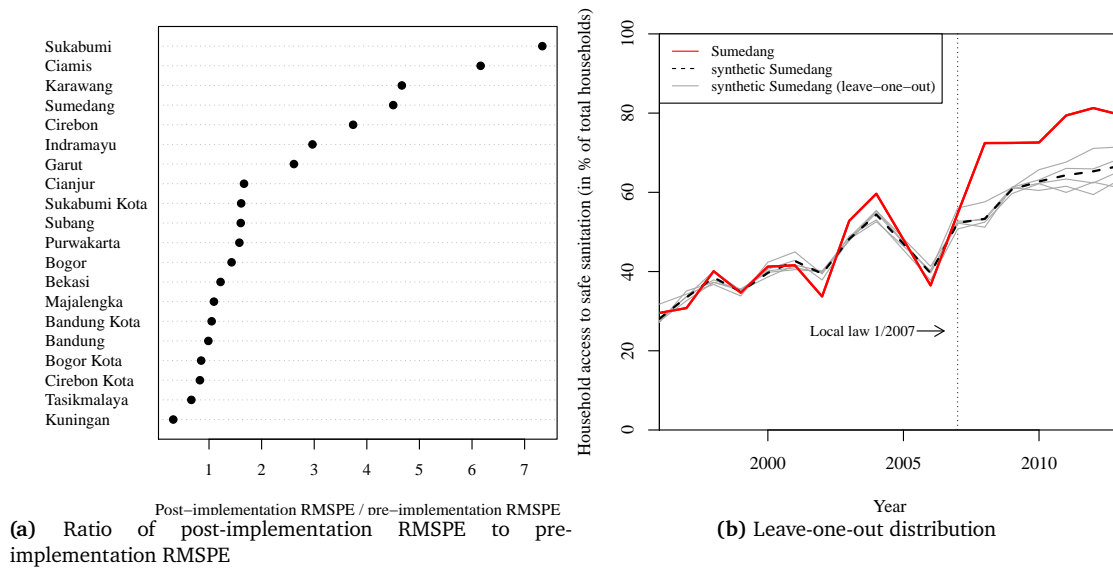 Sukabumi
Ciamis
Karawang
Sumedang
Cirebon
Indramayu
Garut
Cianjur
Sukabumi Kota
Subang
Purwakarta
Bogor
Bekasi
Majalengka
Bandung Kota
Bandung
Bogor Kota
Cirebon Kota
Tasikmalaya
Kuningan
1 2 3 4 5 6 7
Post−implementation RMSPE / pre−implementation RMSPE
(a) Ratio of post-implementation RMSPE to pre-
implementation RMSPE
Household access to safe sanitation (in % of total households)
100
80
60
40
20
0
Sumedang
synthetic Sumedang
synthetic Sumedang (leave−one−out)
Local law 1/2007
2000 2005 2010
Year
(b) Leave-one-out distribution